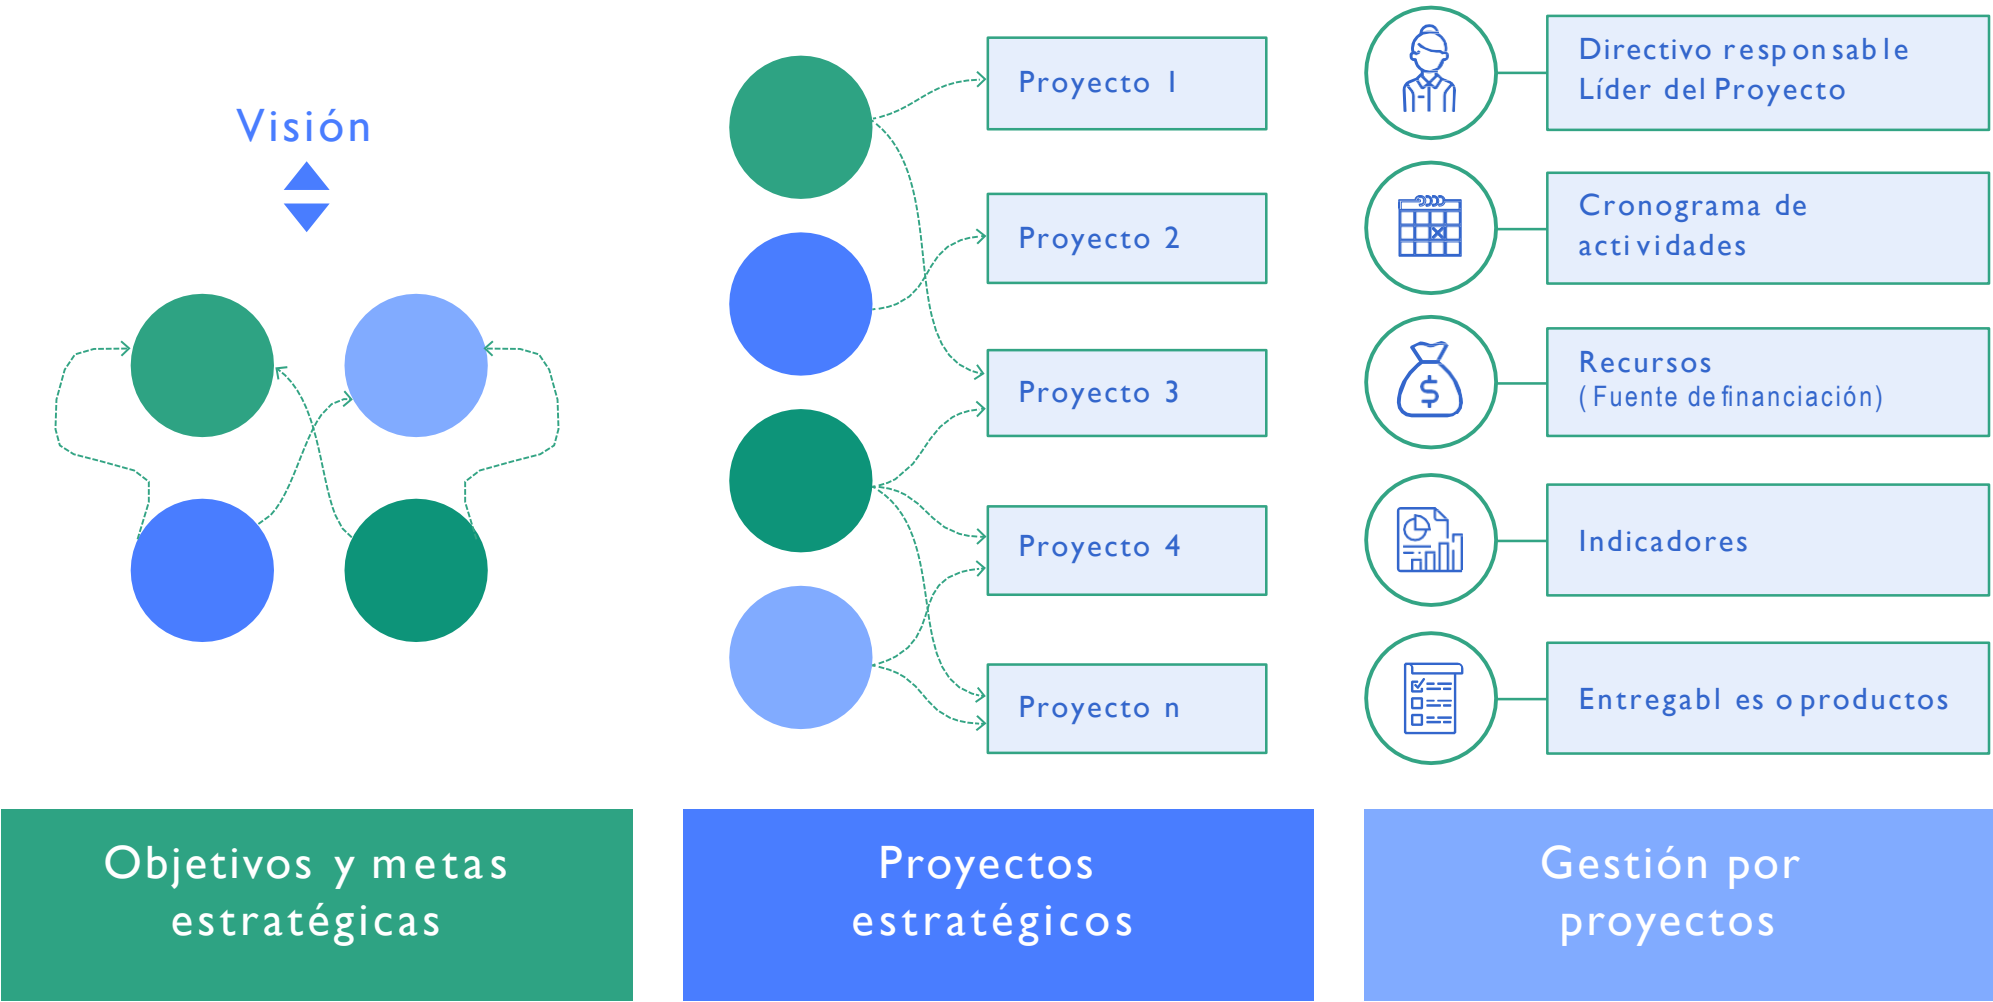 Visión
Objetivos y metas
estratégicas
Proyecto 1
Proyecto 2
Proyecto 3
Proyecto 4
Proyecto n
Proyectos
estratégicos
Directivo responsable
Líder del Proyecto
Cronograma de
actividades
$
Recursos
(Fuente de financiación)
Indicadores
Entregables o productos
Gestión por
proyectos